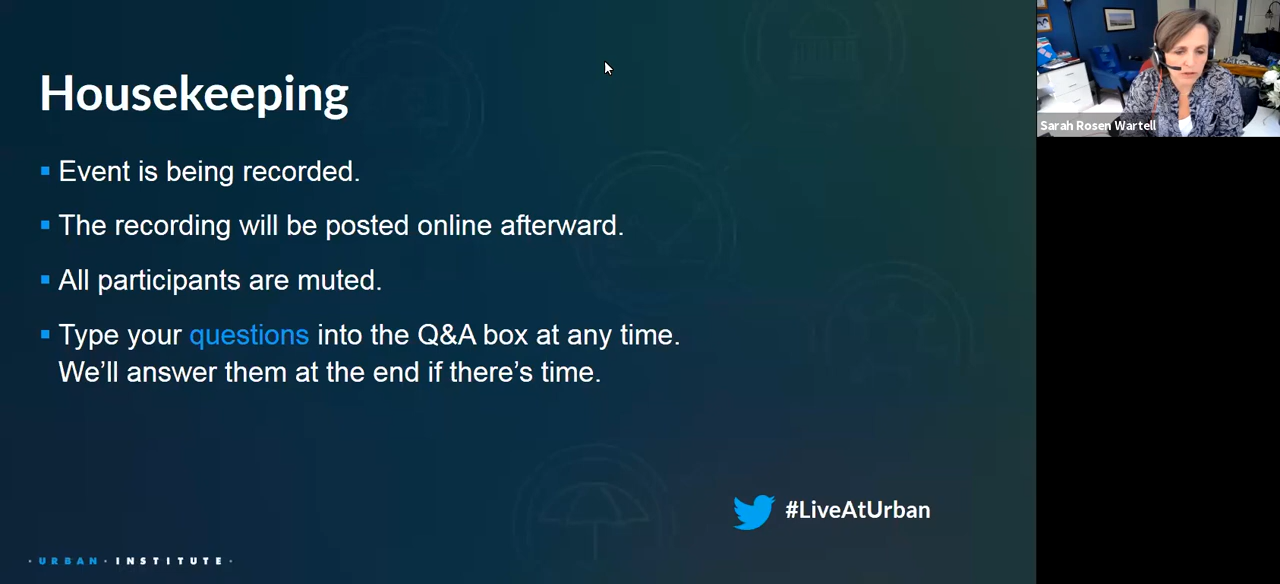 Housekeeping
Event is being recorded.
The recording will be posted online afterward.
All participants are muted.
Type your questions into the Q&A box at any time.
We’ll answer them at the end if there’s time.
#LiveAtUrban
· URBAN · INSTITUTE ·
Sarah Rosen Wartell